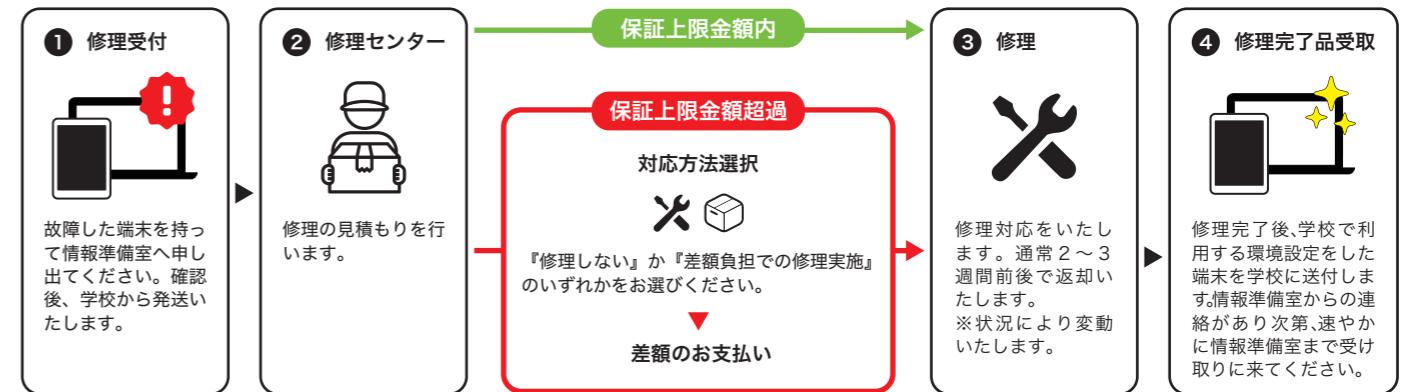 ❶ 修理受付
故障した端末を持っ
て情報準備室へ申し
出てください。確認
後、学校から発送い
たします。
❷ 修理センター
修理の見積もりを行
います。
保証上限金額内
保証上限金額超過
対応方法選択
『修理しない』か『差額負担での修理実施』
のいずれかをお選びください。
差額のお支払い
❸ 修理
修理対応をいたし
ます。通常２～３
週間前後で返却い
たします。
※状況により変動
いたします。
❹ 修理完了品受取
修理完了後、学校で利
用する環境設定をした
端末を学校に送付しま
す。情報準備室からの連
絡があり次第、速やか
に情報準備室まで受け
取りに来てください。